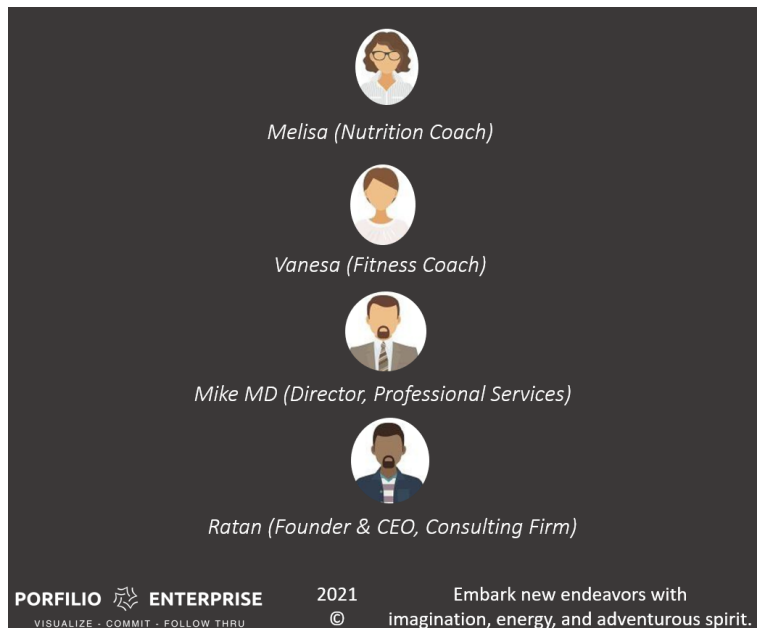 Melisa (Nutrition Coach)
Vanesa (Fitness Coach)
Mike MD (Director, Professional Services)
Ratan (Founder & CEO, Consulting Firm)
PORFILIO ENTERPRISE
VISUALIZE - COMMIT - FOLLOW THRU
2021
©
Embark new endeavors with
imagination, energy, and adventurous spirit.